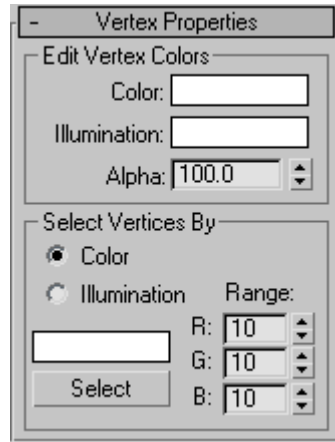 - Vertex Properties
Edit Vertex Colors
Color:
Illumination:
Alpha: 100.0
Select Vertices By
Color
Illumination Range:
R: 10
G: 10
Select B: 10